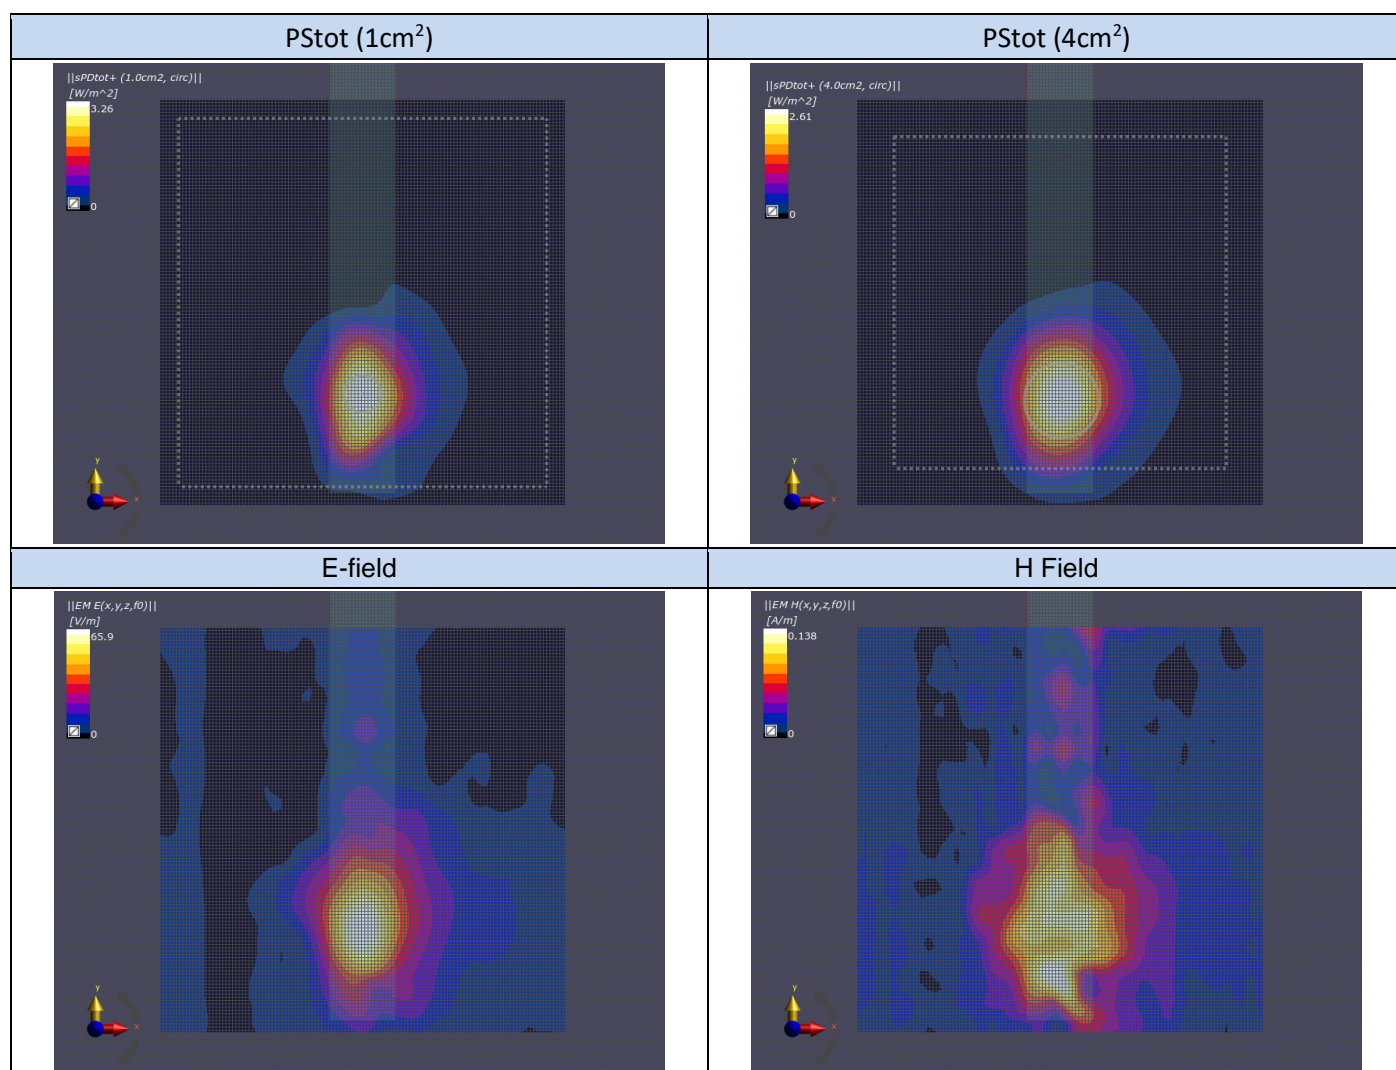 PStot (1cm²)
PStot (4cm²)
||sPDtot+ (1.0cm2, circ)||
[W/m^2]
3.26
0
y
x
||sPDtot+ (4.0cm2, circ)||
[W/m^2]
2.61
0
y
x
E-field
H Field
||EM E(x,y,z,f0)||
[V/m]
65.9
0
y
x
||EM H(x,y,z,f0)||
[A/m]
0.138
0
y
x